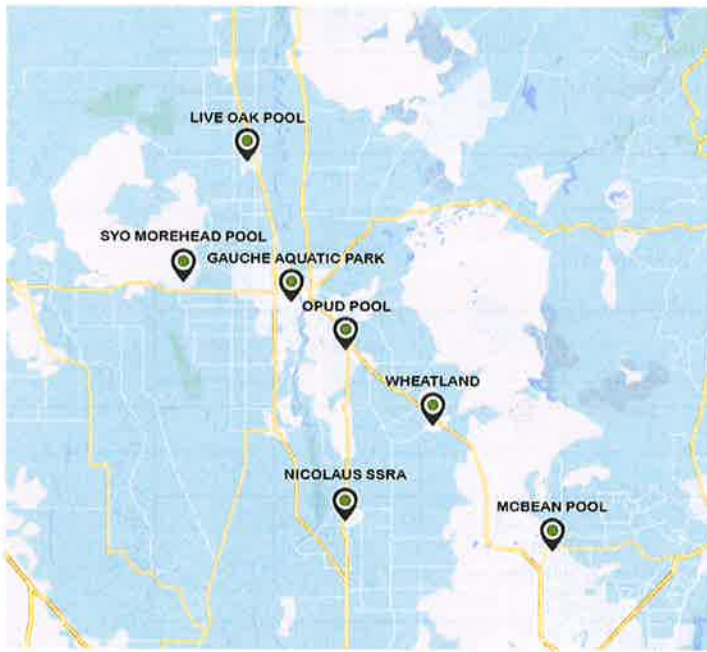 LIVE OAK POOL
SYO MOREHEAD POOL
GAUCHE AQUATIC PARK
OPUD POOL
WHEATLAND
NICOLAUS SSRA
MCBEAN POOL